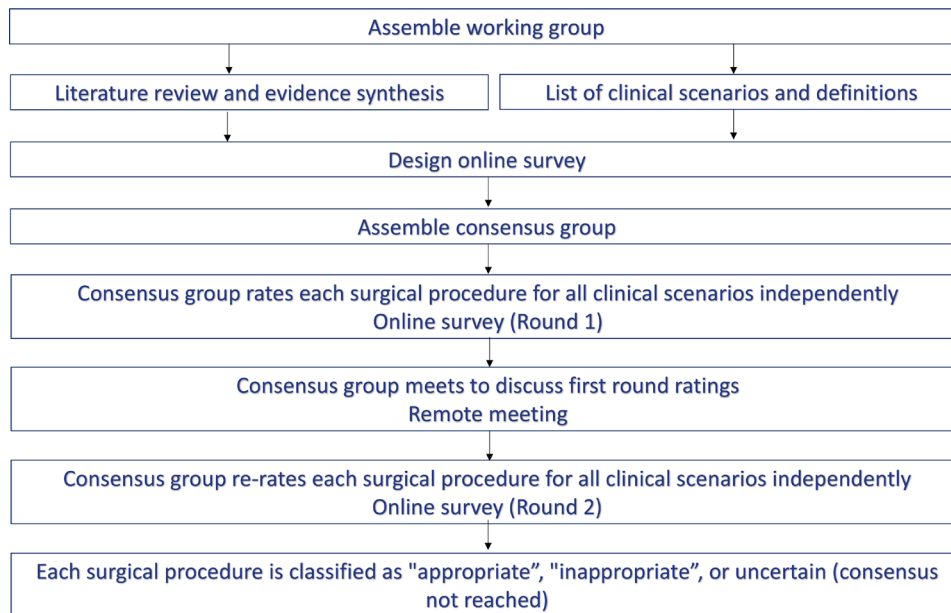 Assemble working group
Literature review and evidence synthesis
List of clinical scenarios and definitions
Design online survey
Assemble consensus group
Consensus group rates each surgical procedure for all clinical scenarios independently
Online survey (Round 1)
Consensus group meets to discuss first round ratings
Remote meeting
Consensus group re-rates each surgical procedure for all clinical scenarios independently
Online survey (Round 2)
Each surgical procedure is classified as "appropriate”, "inappropriate”, or uncertain (consensus
not reached)